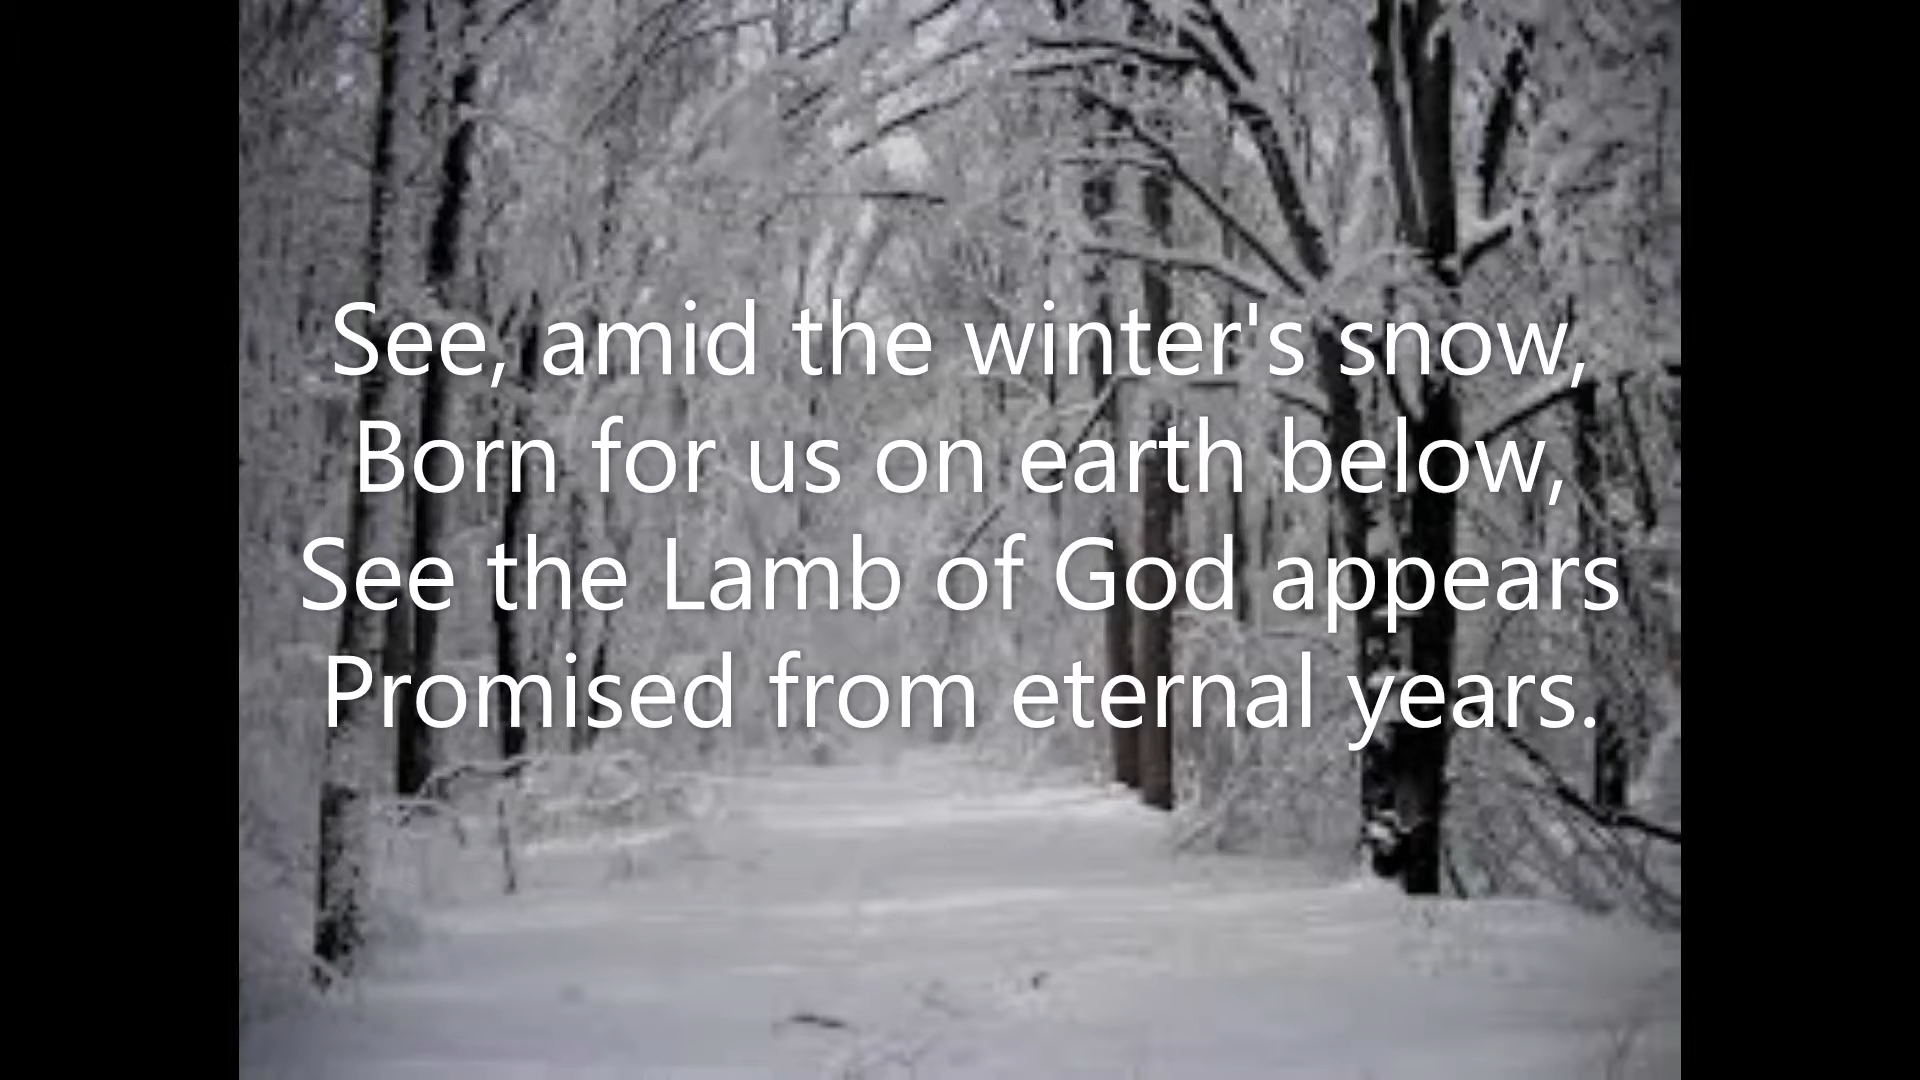 See, amid the winter's snow,
Born for us on earth below,
See the Lamb of God appears
Promised from eternal years.